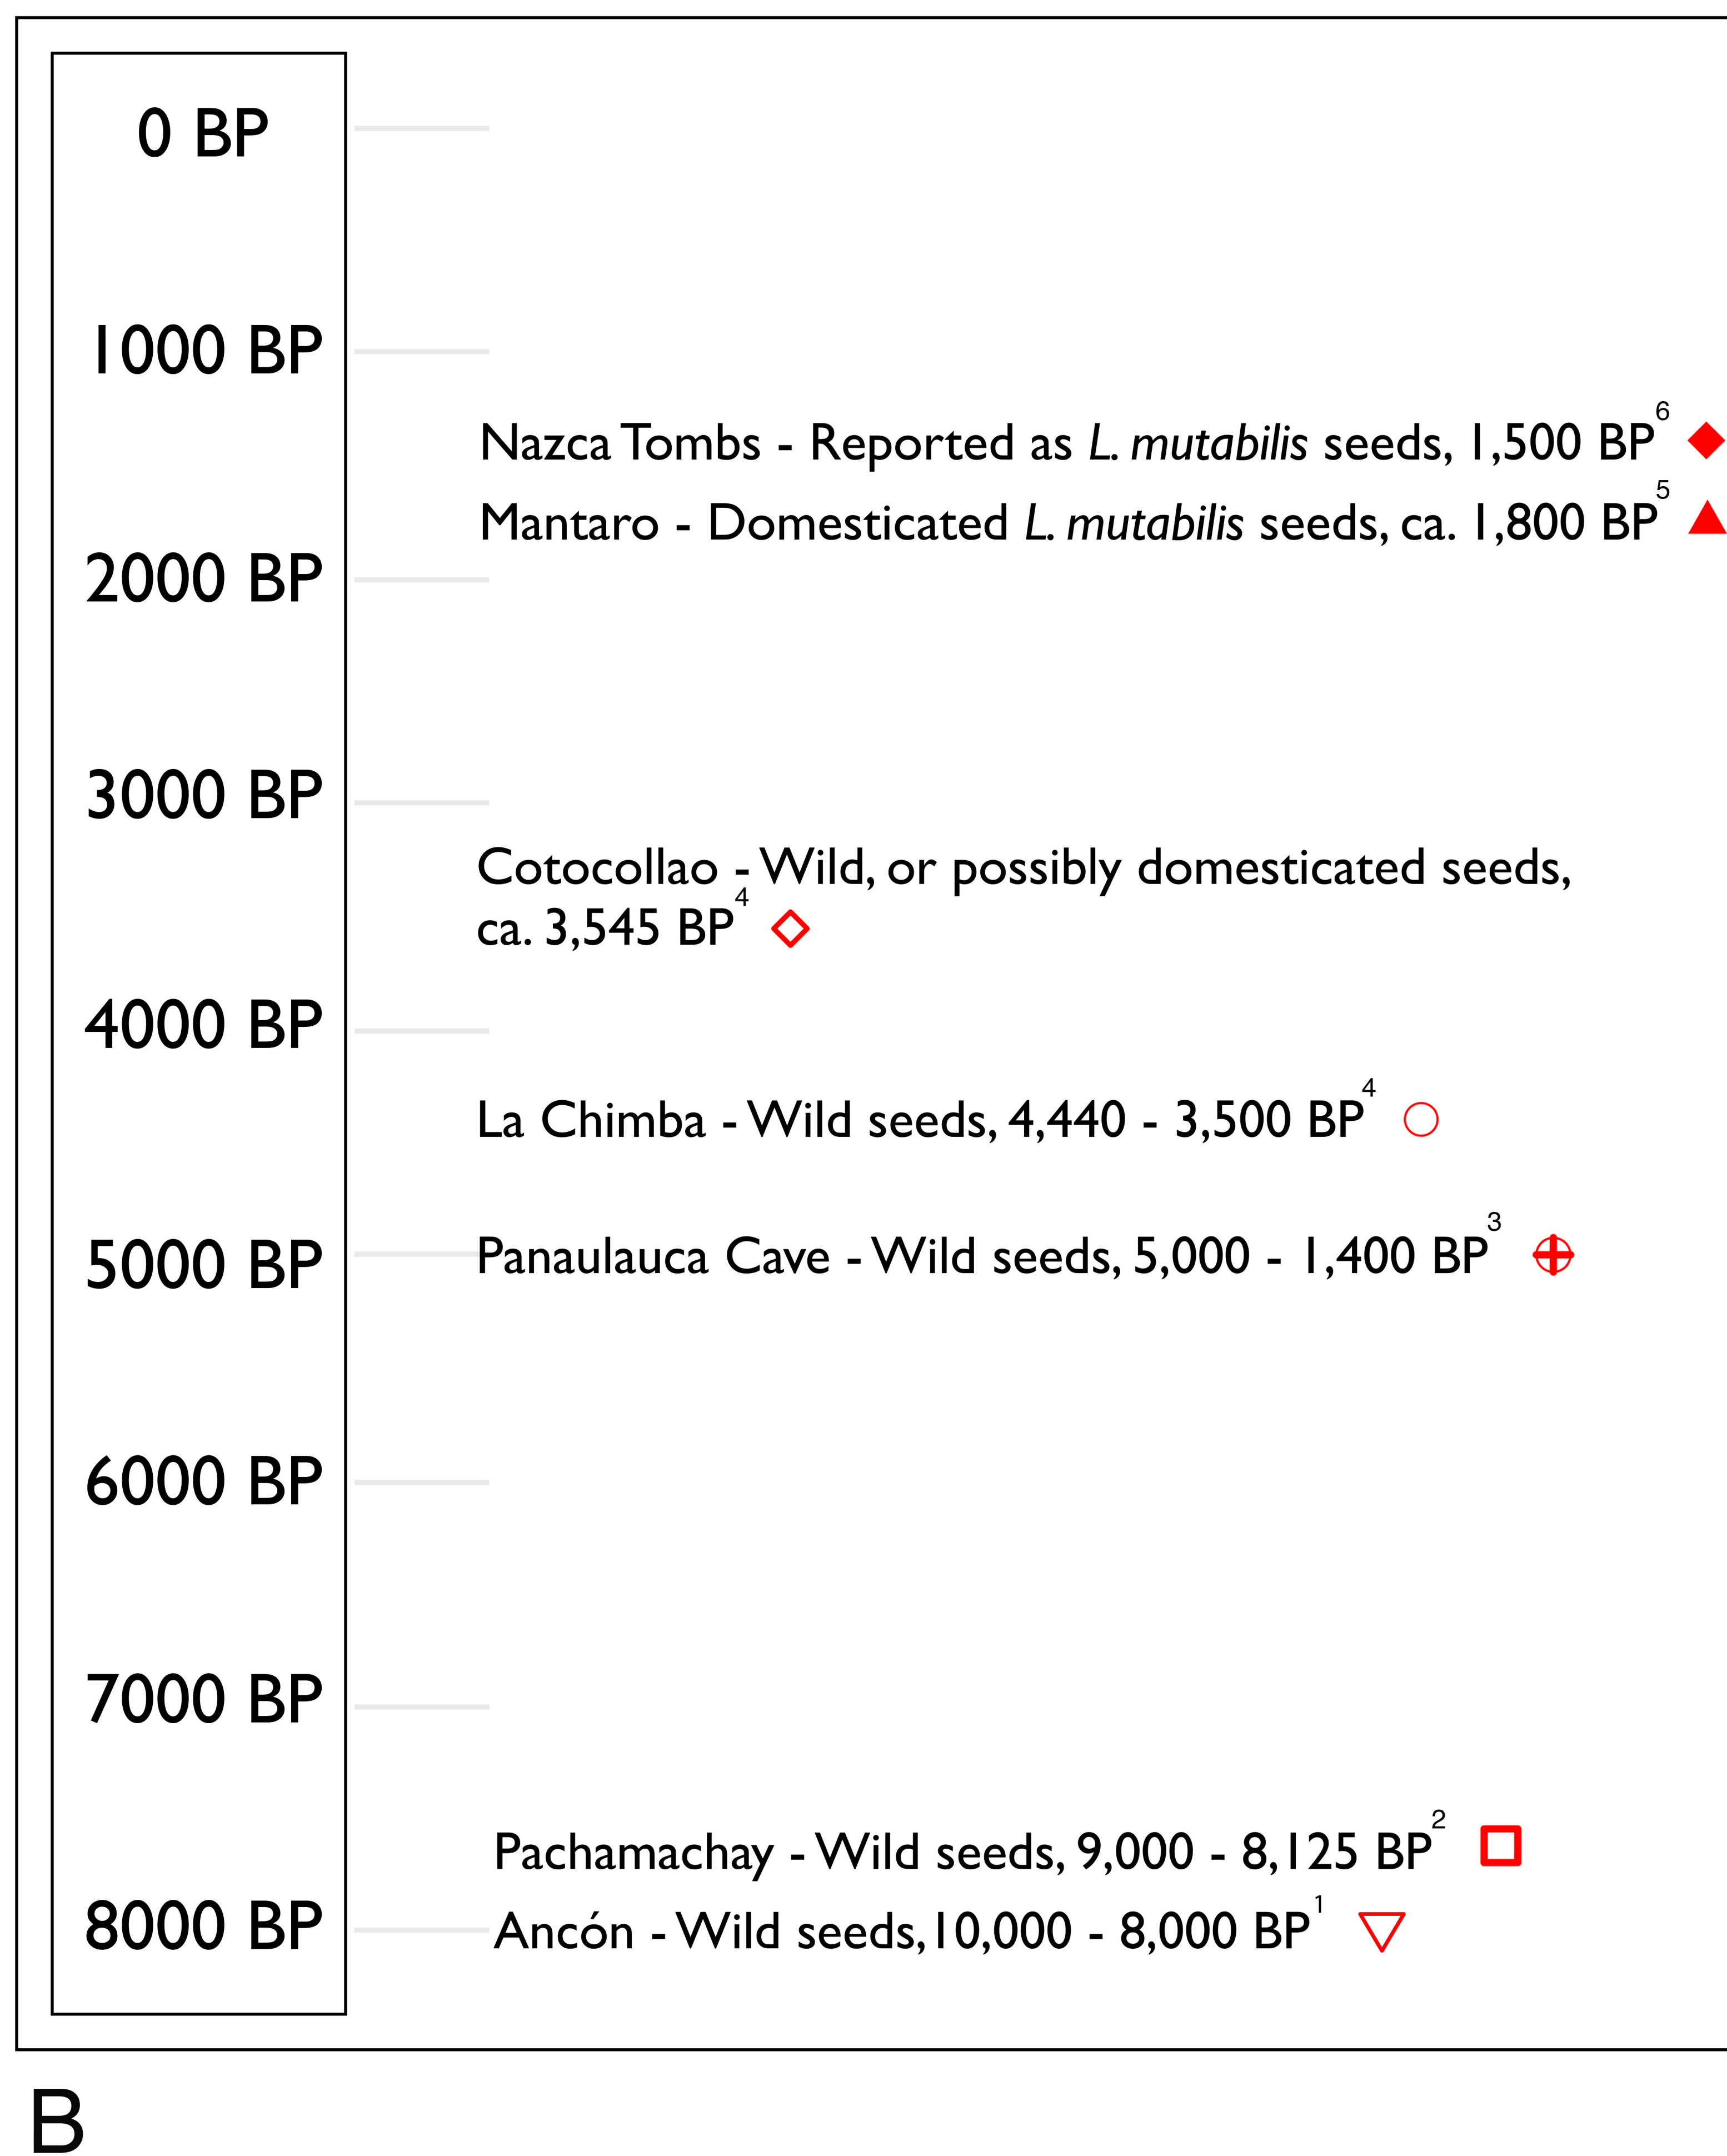 0 BP
1000 BP
Nazca Tombs - Reported as L. mutabilis seeds, 1,500 BP⁶
Mantaro - Domesticated L. mutabilis seeds, ca. 1,800 BP⁵
2000 BP
3000 BP
Cotocollao - Wild, or possibly domesticated seeds,
ca. 3,545 BP⁴
4000 BP
La Chimba - Wild seeds, 4,440 - 3,500 BP⁴
5000 BP
Panaulauca Cave - Wild seeds, 5,000 - 1,400 BP³
6000 BP
7000 BP
Pachamachay - Wild seeds, 9,000 - 8,125 BP²
8000 BP
Ancón - Wild seeds, 10,000 - 8,000 BP¹
B